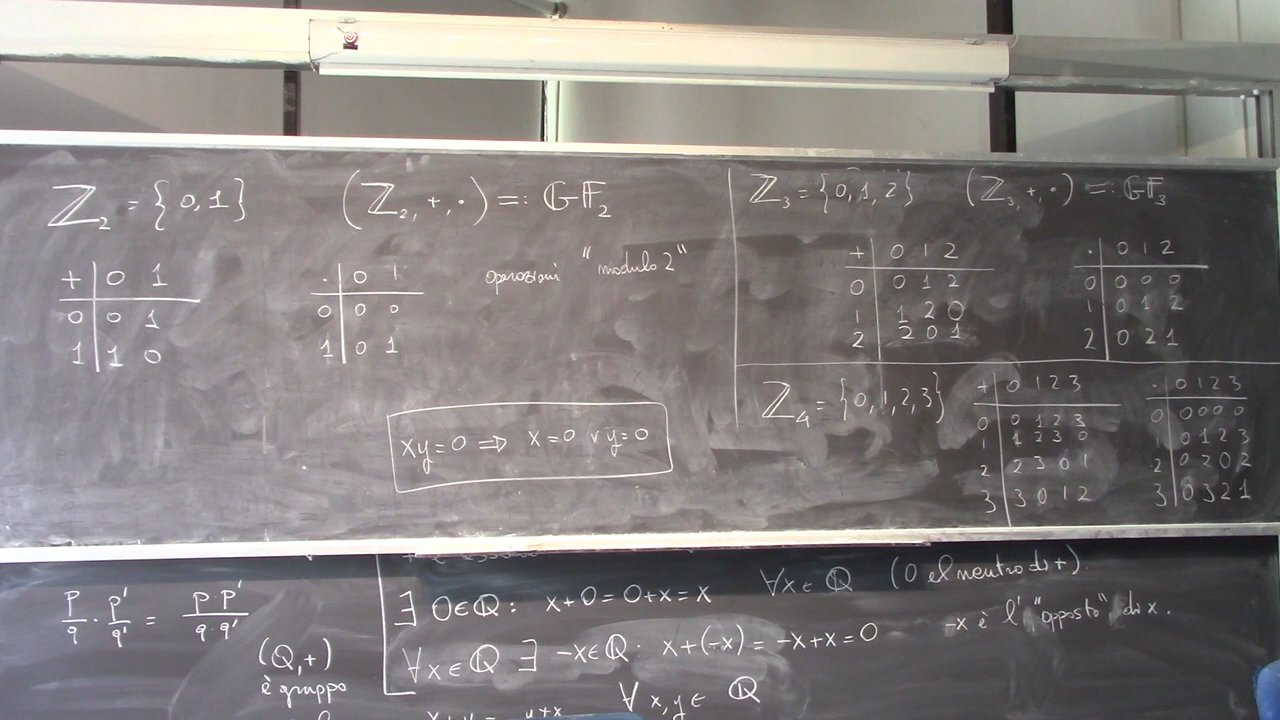 ℤ₂ = {0,1} (ℤ₂,+,·) =: 𝔾𝔽₂
+ | 0 1
0 | 0 1
1 | 1 0
· | 0 1
0 | 0 0
1 | 0 1
operazioni "modulo 2"
xy=0 ⟹ x=0 ∨ y=0
ℤ₃ = {0,1,2} (ℤ₃,+,·) =: 𝔾𝔽₃
+ | 0 1 2
0 | 0 1 2
1 | 1 2 0
2 | 2 0 1
· | 0 1 2
0 | 0 0 0
1 | 0 1 2
2 | 0 2 1
ℤ₄ = {0,1,2,3}
+ | 0 1 2 3
0 | 0 1 2 3
1 | 1 2 3 0
2 | 2 3 0 1
3 | 3 0 1 2
· | 0 1 2 3
0 | 0 0 0 0
1 | 0 1 2 3
2 | 0 2 0 2
3 | 0 3 2 1
p/q · p'/q' = p·p'/q·q'
(Q,+)
è gruppo
∃ 0∈ℚ: x+0=0+x=x ∀x∈ℚ (0 el neutro di +).
∀x∈ℚ ∃ -x∈ℚ: x+(-x) = -x+x=0 -x è l' "opposto" di x.
x+y = y+x ∀ x,y ∈ ℚ